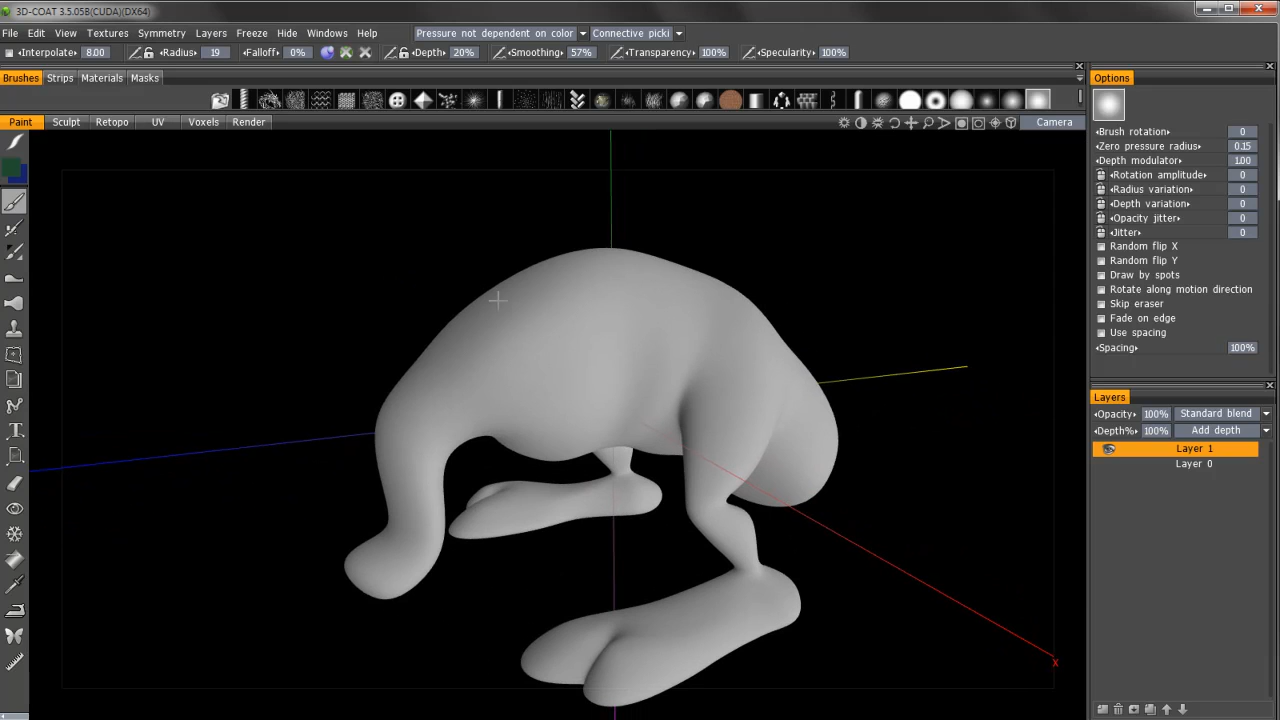 3D-COAT 3.5.05B(CUDA)(DX64)
File Edit View Textures Symmetry Layers Freeze Hide Windows Help Pressure not dependent on color Connective picki
Interpolate: 8.00 Radius: 19 Falloff: 0% Depth: 20% Smoothing: 57% Transparency: 100% Specularity: 100%
Brushes Strips Materials Masks
Paint Sculpt Retopo UV Voxels Render Camera
Options
Brush rotation: 0
Zero pressure radius: 0.15
Depth modulator: 1.00
Rotation amplitude: 0
Radius variation: 0
Depth variation: 0
Opacity jitter: 0
Jitter: 0
Random flip X
Random flip Y
Draw by spots
Rotate along motion direction
Skip eraser
Fade on edge
Use spacing
Spacing: 100%
Layers
Opacity: 100% Standard blend
Depth% 100% Add depth
Layer 1
Layer 0
X